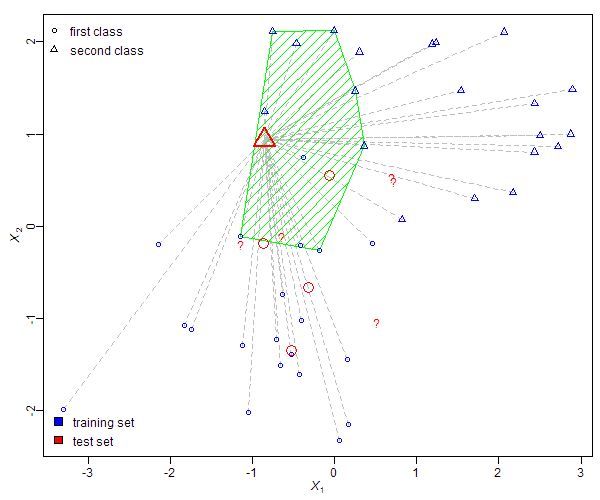 first class
second class
2
1
0
-1
-2
X2
? ?
? ?
?
training set
test set
-3 -2 -1 0 1 2 3
X1